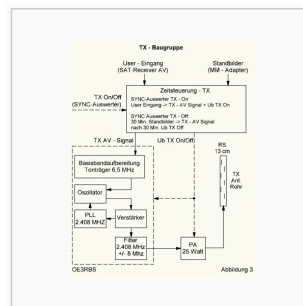 TX - Baugruppe
User - Eingang
(SAT-Receiver AV)
Standbilder
(MM - Adapter)
TX On/Off
(SYNC-Auswerter)
Zeitsteuerung - TX
SYNC-Auswerter TX - On:
User Eingang -> TX - AV Signal + Ub TX On
SYNC-Auswerter TX - Off
30 Min. Standbilder -> TX - AV Signal
nach 30 Min. Ub TX Off
TX AV - Signal
Ub TX On/Off
Basisbandaufbereitung
Tonträger 6.5 MHz
Oszillator
PLL
2.408 MHZ
Verstärker
Filter
2.408 MHZ
+/- 8 Mhz
PA
25 Watt
RS
13 cm
TX
Ant.
Rohr
OE3RBS
Abbildung 3